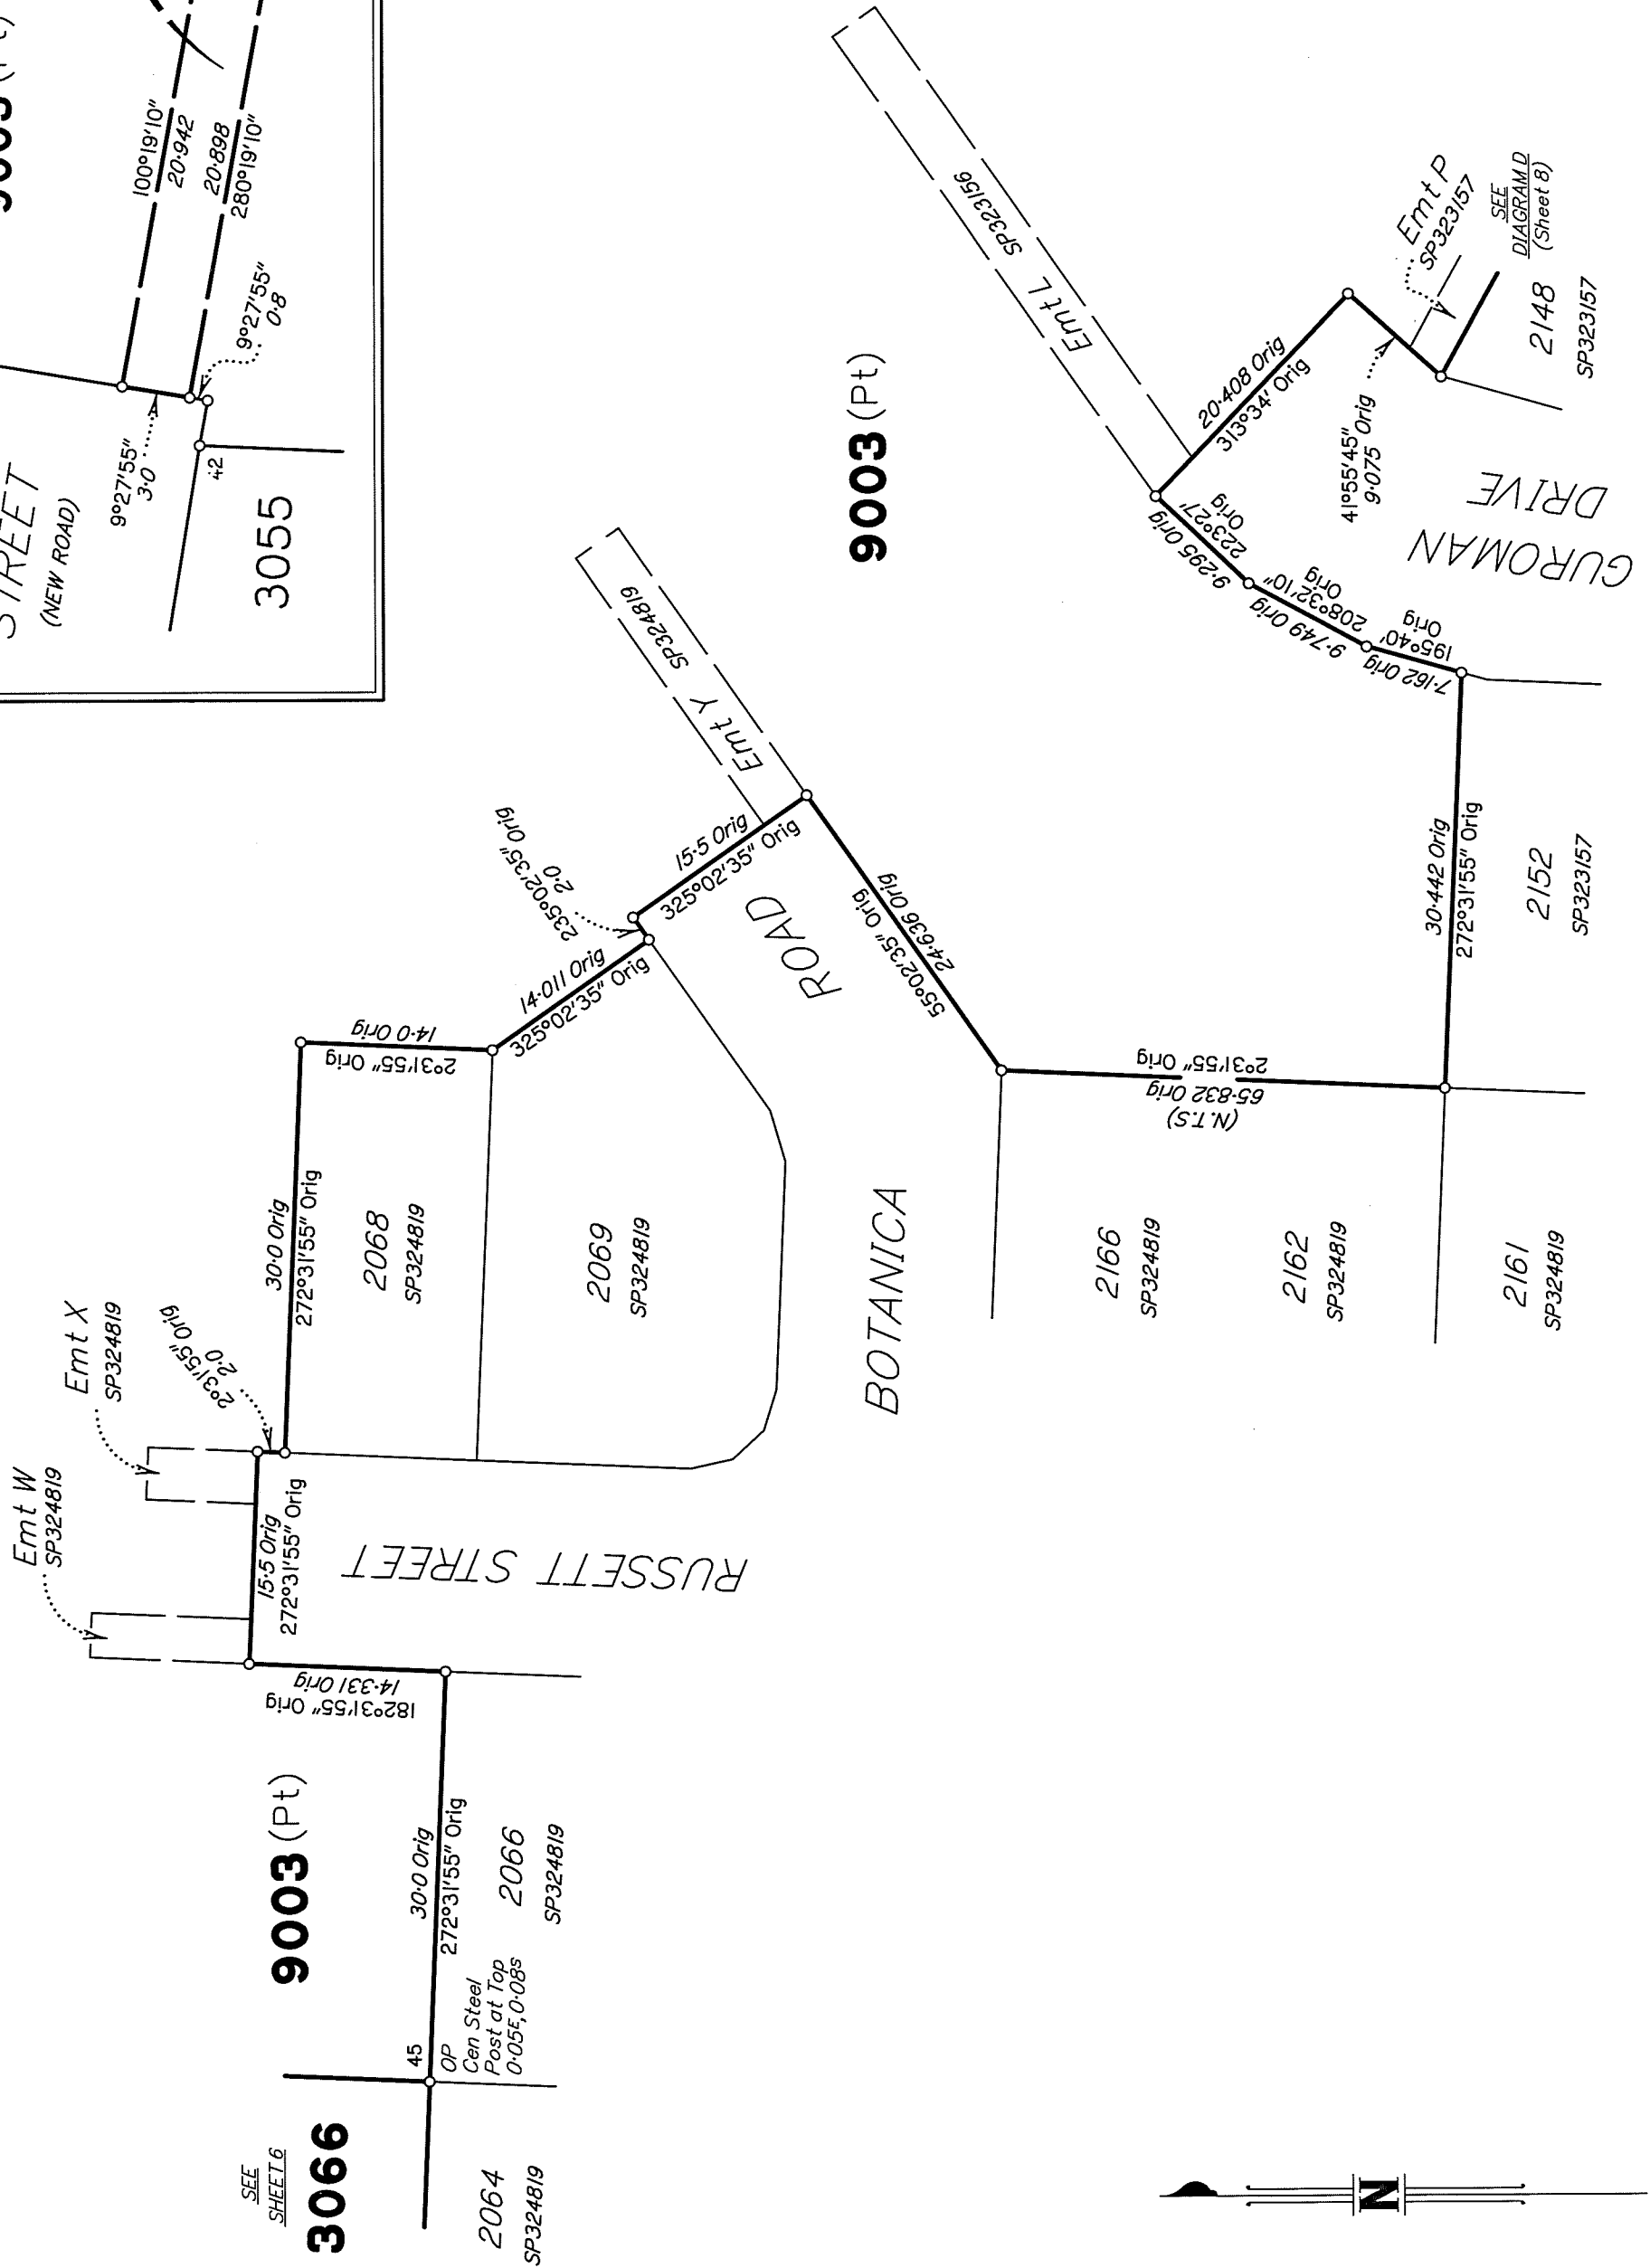 9003 (Pt)
100°19'10"
20·942
20·898
280°19'10"
9°27'55"
0·8
9°27'55"
3·0
42
STREET
(NEW ROAD)
3055
Emt L SP323156
Emt P
SP323157
SEE
DIAGRAM D
(Sheet 8)
2148
SP323157
20·408 Orig
313°34' Orig
41°55'45"
9·075 Orig
9003 (Pt)
9·295 Orig
223°27'
Orig
9·749 Orig
208°32'10"
Orig
7·162 Orig
195°40'
Orig
GUROMAN
DRIVE
Emt Y SP324819
235°02'35" Orig
2·0
15·5 Orig
325°02'35" Orig
14·011 Orig
325°02'35" Orig
ROAD
55°02'35" Orig
24·636 Orig
30·442 Orig
272°31'55" Orig
2152
SP323157
14·0 Orig
2°31'55" Orig
2°31'55" Orig
65·832 Orig
(N.T.S)
30·0 Orig
272°31'55" Orig
2068
SP324819
2069
SP324819
BOTANICA
2166
SP324819
2162
SP324819
2161
SP324819
Emt X
SP324819
2°31'55" Orig
2·0
Emt W
SP324819
15·5 Orig
272°31'55" Orig
RUSSETT STREET
14·331 Orig
182°31'55" Orig
9003 (Pt)
30·0 Orig
272°31'55" Orig
2066
SP324819
45
OP
Cen Steel
Post at Top
0·05E, 0·08S
SEE
SHEET 6
3066
2064
SP324819
N